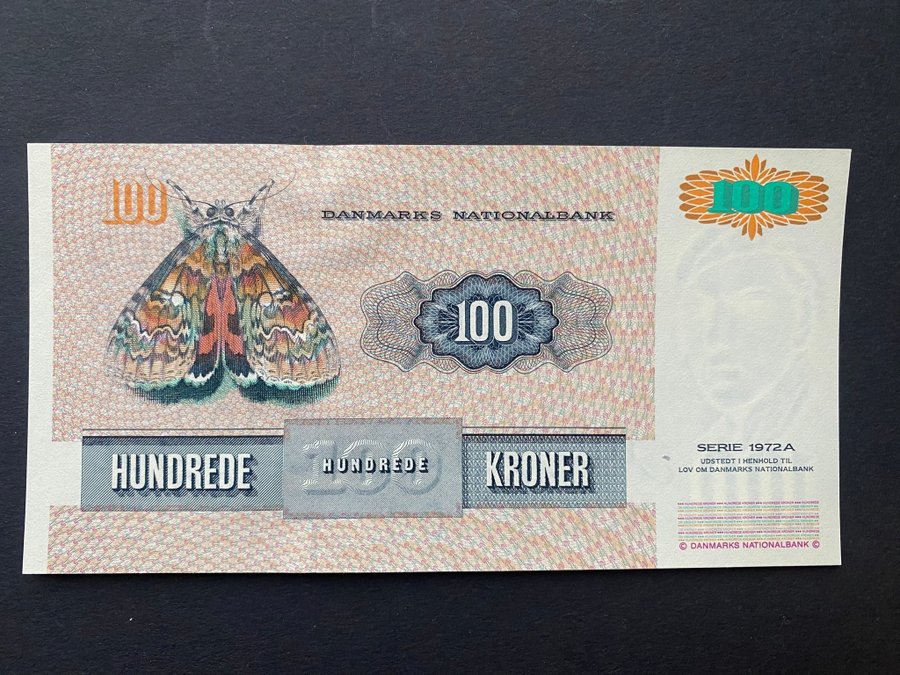 100
DANMARKS NATIONALBANK
100
100
HUNDREDE
100
HUNDREDE
KRONER
SERIE 1972A
UDSTEDT I HENHOLD TIL
LOV OM DANMARKS NATIONALBANK
© DANMARKS NATIONALBANK ©